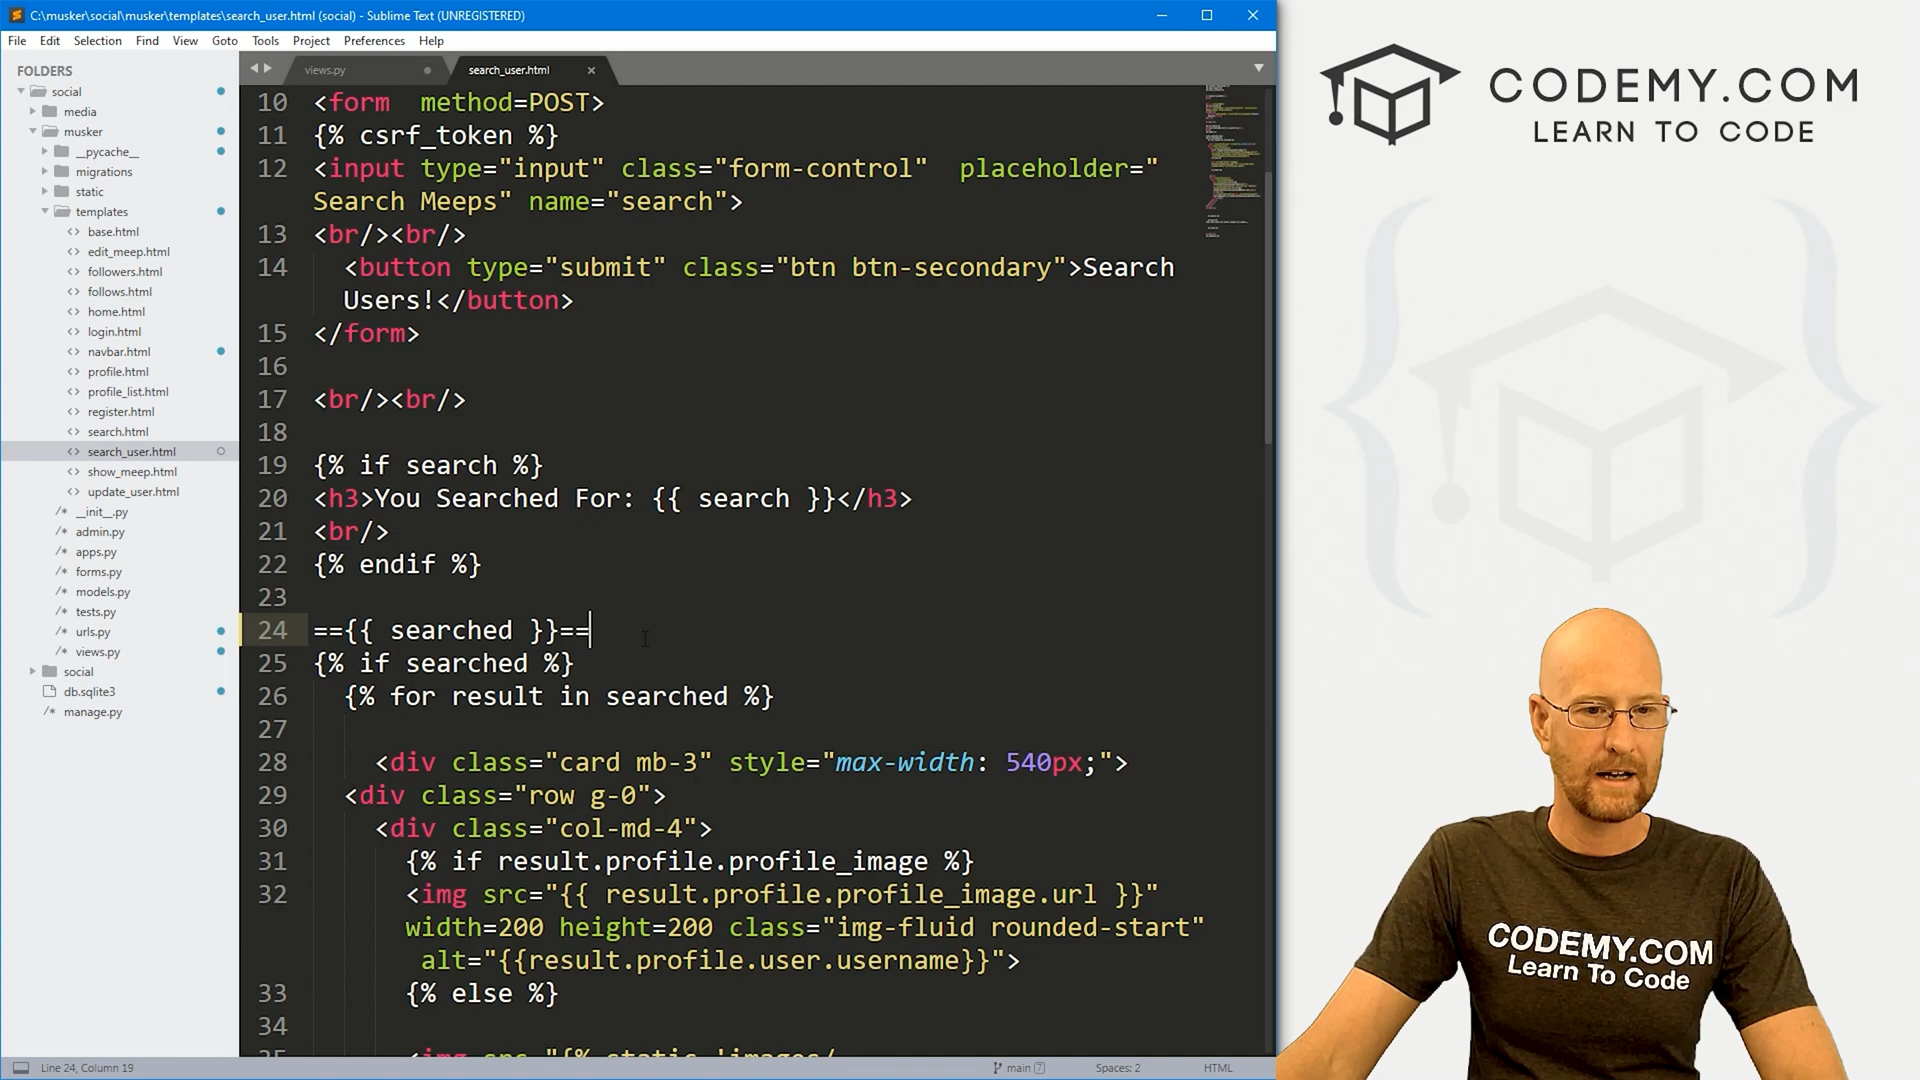 C:\musker\social\musker\templates\search_user.html (social) - Sublime Text (UNREGISTERED)
File Edit Selection Find View Goto Tools Project Preferences Help
FOLDERS
social
media
musker
__pycache__
migrations
static
templates
base.html
edit_meep.html
followers.html
follows.html
home.html
login.html
navbar.html
profile.html
profile_list.html
register.html
search.html
search_user.html
show_meep.html
update_user.html
__init__.py
admin.py
apps.py
forms.py
models.py
tests.py
urls.py
views.py
social
db.sqlite3
manage.py
views.py search_user.html
10 <form  method=POST>
11 {% csrf_token %}
12 <input type="input" class="form-control"  placeholder="
Search Meeps" name="search">
13 <br/><br/>
14 <button type="submit" class="btn btn-secondary">Search
Users!</button>
15 </form>
16
17 <br/><br/>
18
19 {% if search %}
20 <h3>You Searched For: {{ search }}</h3>
21 <br/>
22 {% endif %}
23
24 =={{ searched }}==
25 {% if searched %}
26 {% for result in searched %}
27
28 <div class="card mb-3" style="max-width: 540px;">
29 <div class="row g-0">
30 <div class="col-md-4">
31 {% if result.profile.profile_image %}
32 <img src="{{ result.profile.profile_image.url }}"
width=200 height=200 class="img-fluid rounded-start"
alt="{{result.profile.user.username}}">
33 {% else %}
34
35 <img src="{% static 'images/
Line 24, Column 19 main 7 Spaces: 2 HTML
CODEMY.COM
LEARN TO CODE
CODEMY.COM
Learn To Code